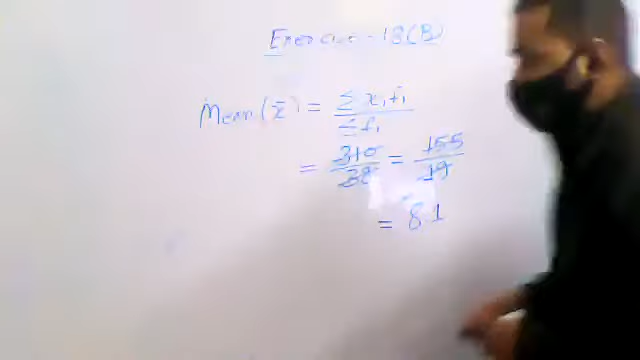 Exercise - 18(B)
Mean (x̄) = Σxᵢfᵢ / Σfᵢ
= 310 / 38 = 155 / 19
= 8.1